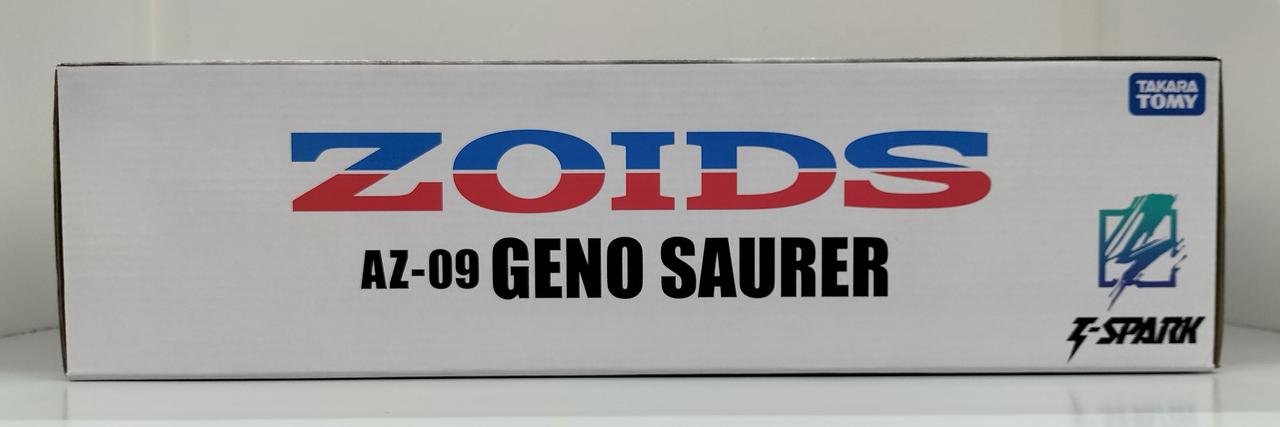 TAKARA
TOMY
ZOIDS
AZ-09 GENO SAURER
T-SPARK